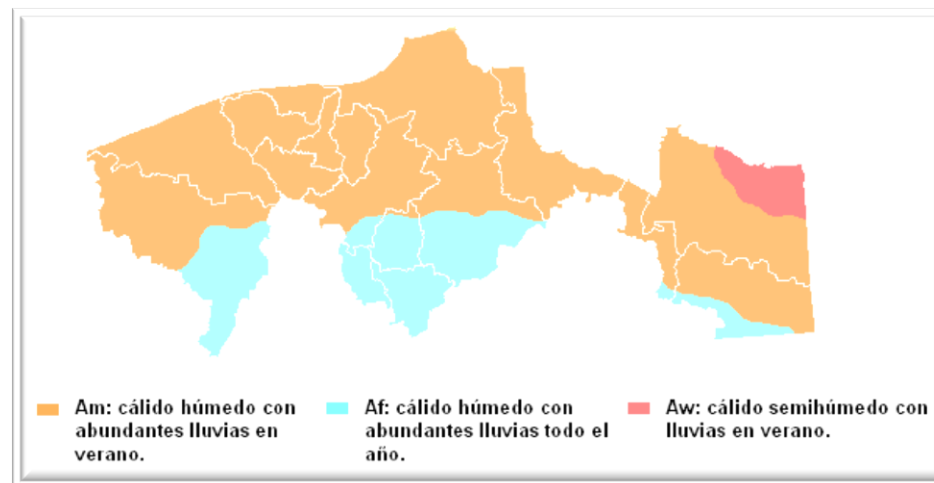 Am: cálido húmedo con
abundantes lluvias en
verano.
Af: cálido húmedo con
abundantes lluvias todo el
año.
Aw: cálido semihúmedo con
lluvias en verano.